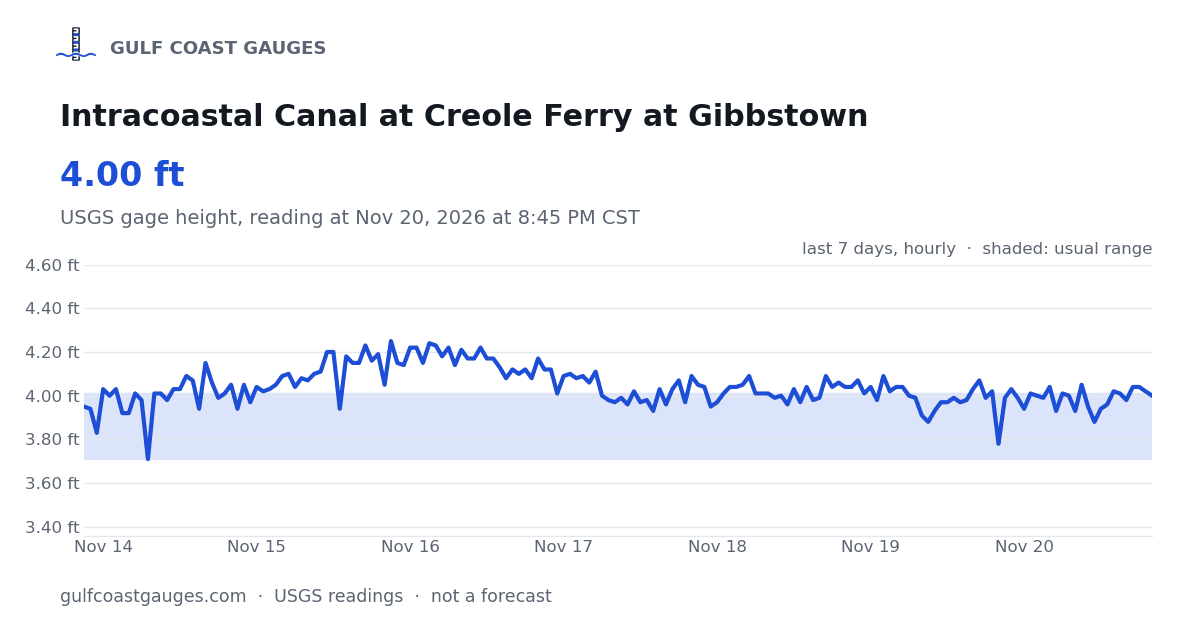 GULF COAST GAUGES
Intracoastal Canal at Creole Ferry at Gibbstown
4.00 ft
USGS gage height, reading at Nov 20, 2026 at 8:45 PM CST
last 7 days, hourly · shaded: usual range
4.60 ft
4.40 ft
4.20 ft
4.00 ft
3.80 ft
3.60 ft
3.40 ft
Nov 14 Nov 15 Nov 16 Nov 17 Nov 18 Nov 19 Nov 20
gulfcoastgauges.com · USGS readings · not a forecast